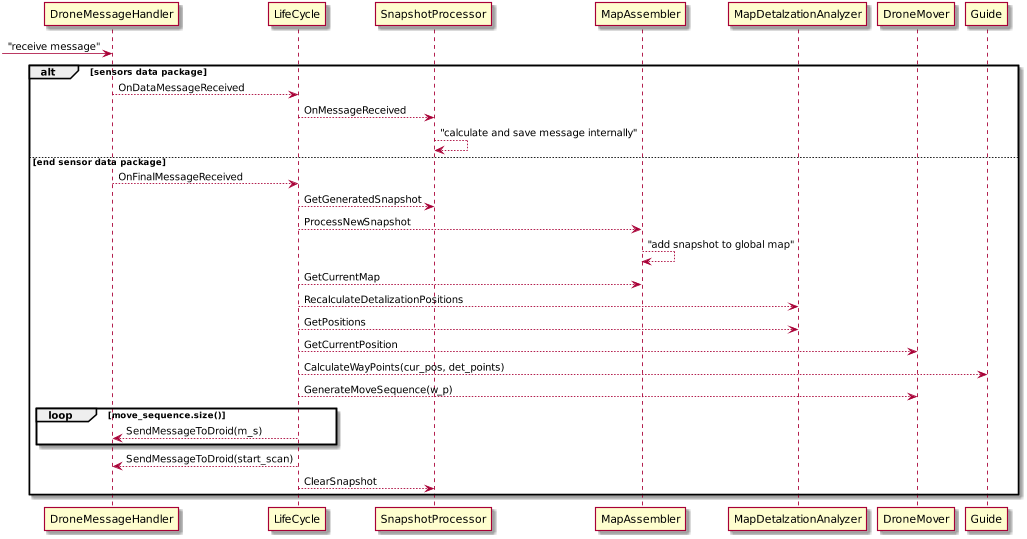 DroneMessageHandler LifeCycle SnapshotProcessor MapAssembler MapDetalzationAnalyzer DroneMover Guide
"receive message"
alt [sensors data package]
OnDataMessageReceived
OnMessageReceived
"calculate and save message internally"
[end sensor data package]
OnFinalMessageReceived
GetGeneratedSnapshot
ProcessNewSnapshot
"add snapshot to global map"
GetCurrentMap
RecalculateDetalizationPositions
GetPositions
GetCurrentPosition
CalculateWayPoints(cur_pos, det_points)
GenerateMoveSequence(w_p)
loop [move_sequence.size()]
SendMessageToDroid(m_s)
SendMessageToDroid(start_scan)
ClearSnapshot
DroneMessageHandler LifeCycle SnapshotProcessor MapAssembler MapDetalzationAnalyzer DroneMover Guide